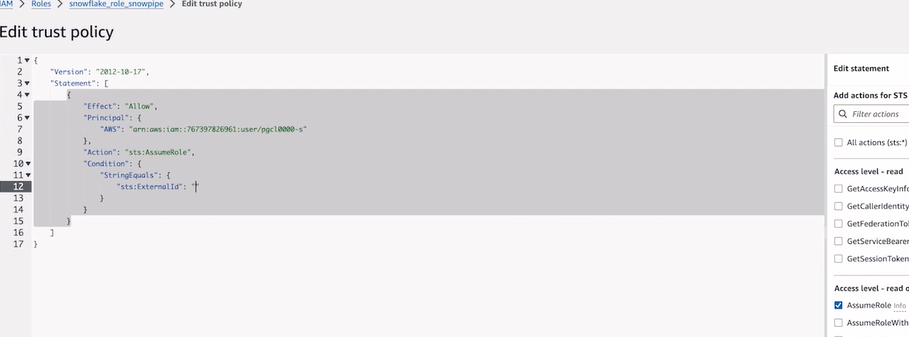 IAM > Roles > snowflake_role_snowpipe > Edit trust policy
Edit trust policy
1 {
2 "Version": "2012-10-17",
3 "Statement": [
4 {
5 "Effect": "Allow",
6 "Principal": {
7 "AWS": "arn:aws:iam::767397826961:user/pgcl0000-s"
8 },
9 "Action": "sts:AssumeRole",
10 "Condition": {
11 "StringEquals": {
12 "sts:ExternalId": ""
13 }
14 }
15 }
16 ]
17 }
Edit statement
Add actions for STS
Filter actions
All actions (sts:*)
Access level - read
GetAccessKeyInfo
GetCallerIdentity
GetFederationTo
GetServiceBearer
GetSessionToken
Access level - read o
AssumeRole Info
AssumeRoleWith